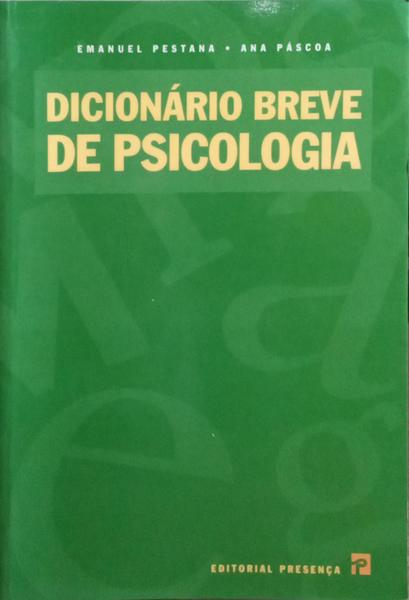 EMANUEL PESTANA • ANA PÁSCOA
DICIONÁRIO BREVE
DE PSICOLOGIA
EDITORIAL PRESENÇA